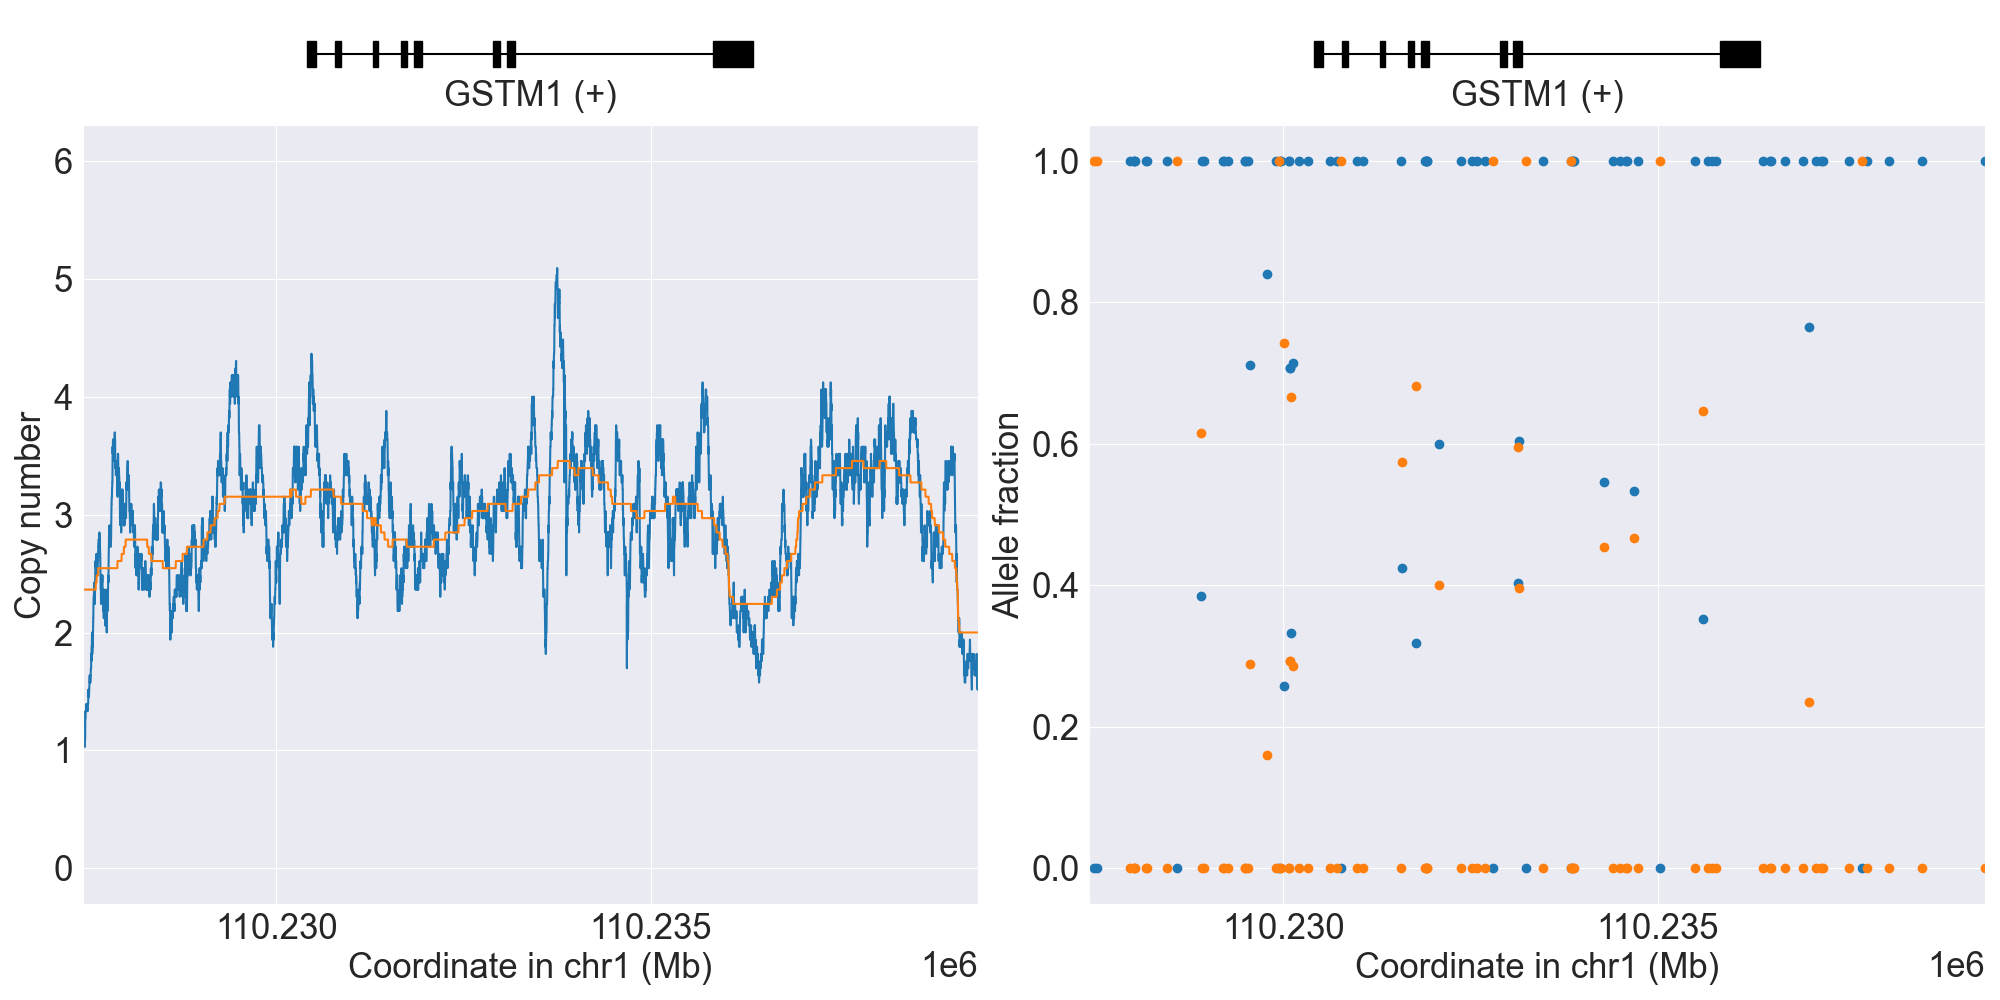 GSTM1 (+)
6
5
4
3
2
1
0
Copy number
110.230
110.235
1e6
Coordinate in chr1 (Mb)
GSTM1 (+)
1.0
0.8
0.6
0.4
0.2
0.0
Allele fraction
110.230
110.235
1e6
Coordinate in chr1 (Mb)